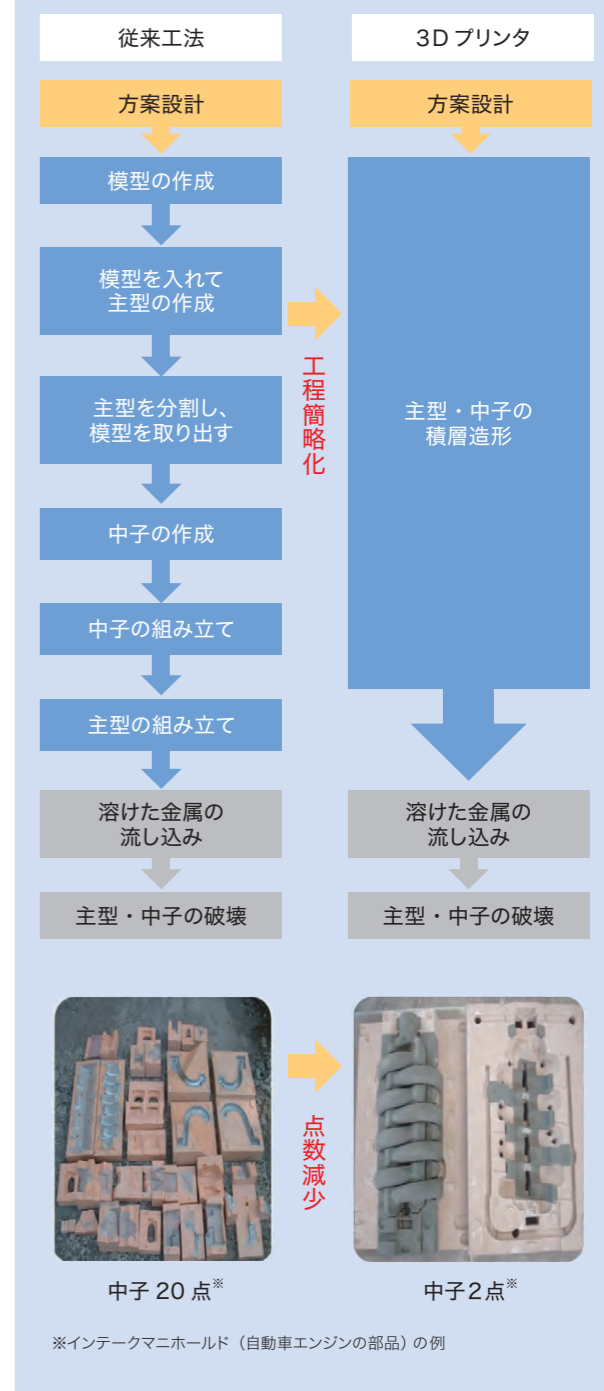 従来工法
3Dプリンタ
方案設計
方案設計
模型の作成
模型を入れて
主型の作成
工程簡略化
主型を分割し、
模型を取り出す
主型・中子の
積層造形
中子の作成
中子の組み立て
主型の組み立て
溶けた金属の
流し込み
溶けた金属の
流し込み
主型・中子の破壊
主型・中子の破壊
点数減少
中子 20 点※
中子2点※
※インテークマニホールド（自動車エンジンの部品）の例